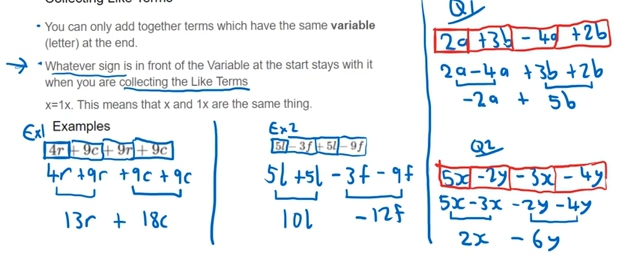 Collecting Like Terms
• You can only add together terms which have the same variable
(letter) at the end.
→ • Whatever sign is in front of the Variable at the start stays with it
when you are collecting the Like Terms
x=1x. This means that x and 1x are the same thing.
Ex1 Examples
4r + 9c + 9r + 9c
4r + 9r + 9c + 9c
13r + 18c
Ex2
5l - 3f + 5l - 9f
5l + 5l - 3f - 9f
10l - 12f
Q1
2a + 3b - 4a + 2b
2a - 4a + 3b + 2b
-2a + 5b
Q2
5x - 2y - 3x - 4y
5x - 3x - 2y - 4y
2x - 6y